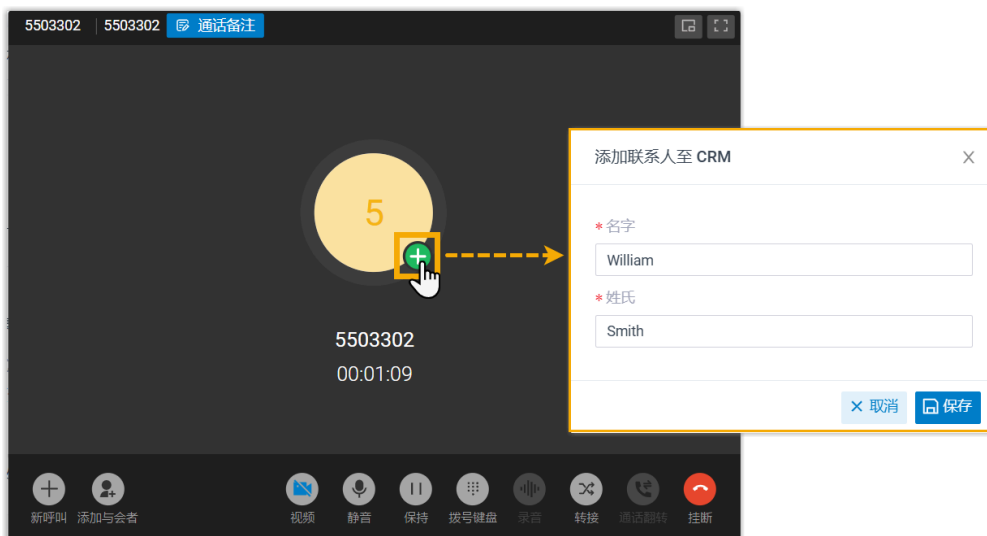 5503302 5503302 通话备注
5
5503302
00:01:09
添加联系人至 CRM
* 名字
William
* 姓氏
Smith
取消 保存
新呼叫 添加与会者 视频 静音 保持 拨号键盘 录音 转接 通话翻转 挂断